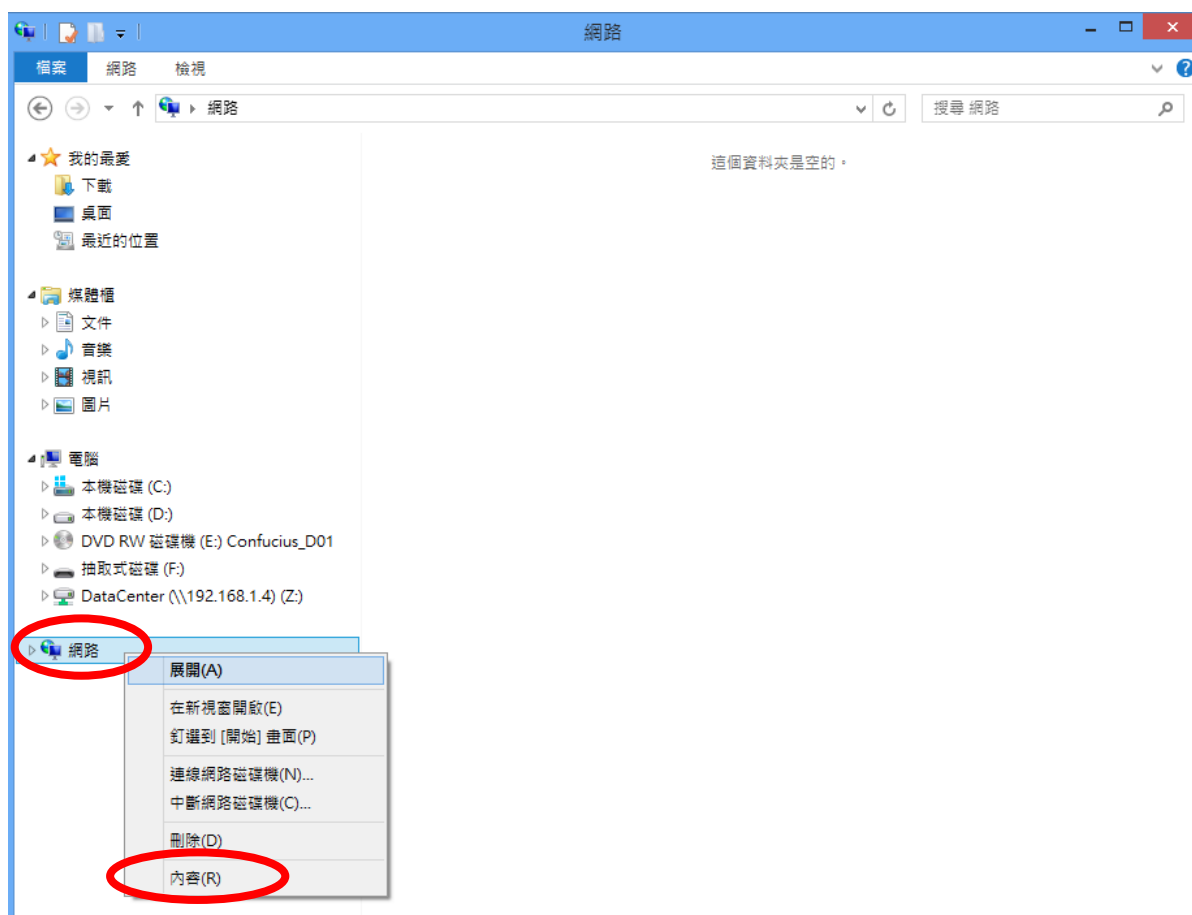 網路
檔案 網路 檢視
網路
搜尋 網路
我的最愛
下載
桌面
最近的位置
這個資料夾是空的。
媒體櫃
文件
音樂
視訊
圖片
電腦
本機磁碟 (C:)
本機磁碟 (D:)
DVD RW 磁碟機 (E:) Confucius_D01
抽取式磁碟 (F:)
DataCenter (\\192.168.1.4) (Z:)
網路
展開(A)
在新視窗開啟(E)
釘選到 [開始] 畫面(P)
連線網路磁碟機(N)...
中斷網路磁碟機(C)...
刪除(D)
內容(R)